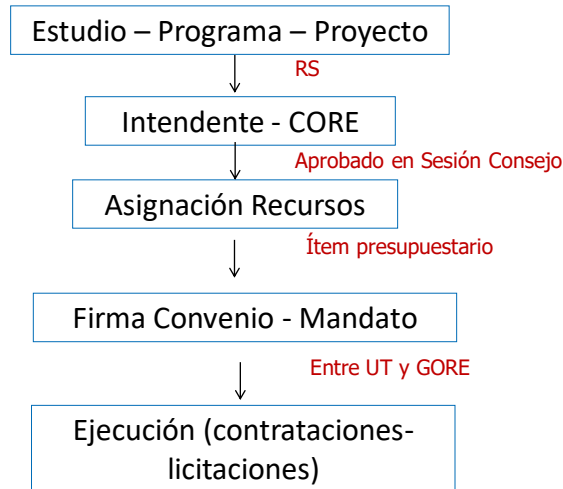 Estudio – Programa – Proyecto
RS
Intendente - CORE
Aprobado en Sesión Consejo
Asignación Recursos
Ítem presupuestario
Firma Convenio - Mandato
Entre UT y GORE
Ejecución (contrataciones-
licitaciones)